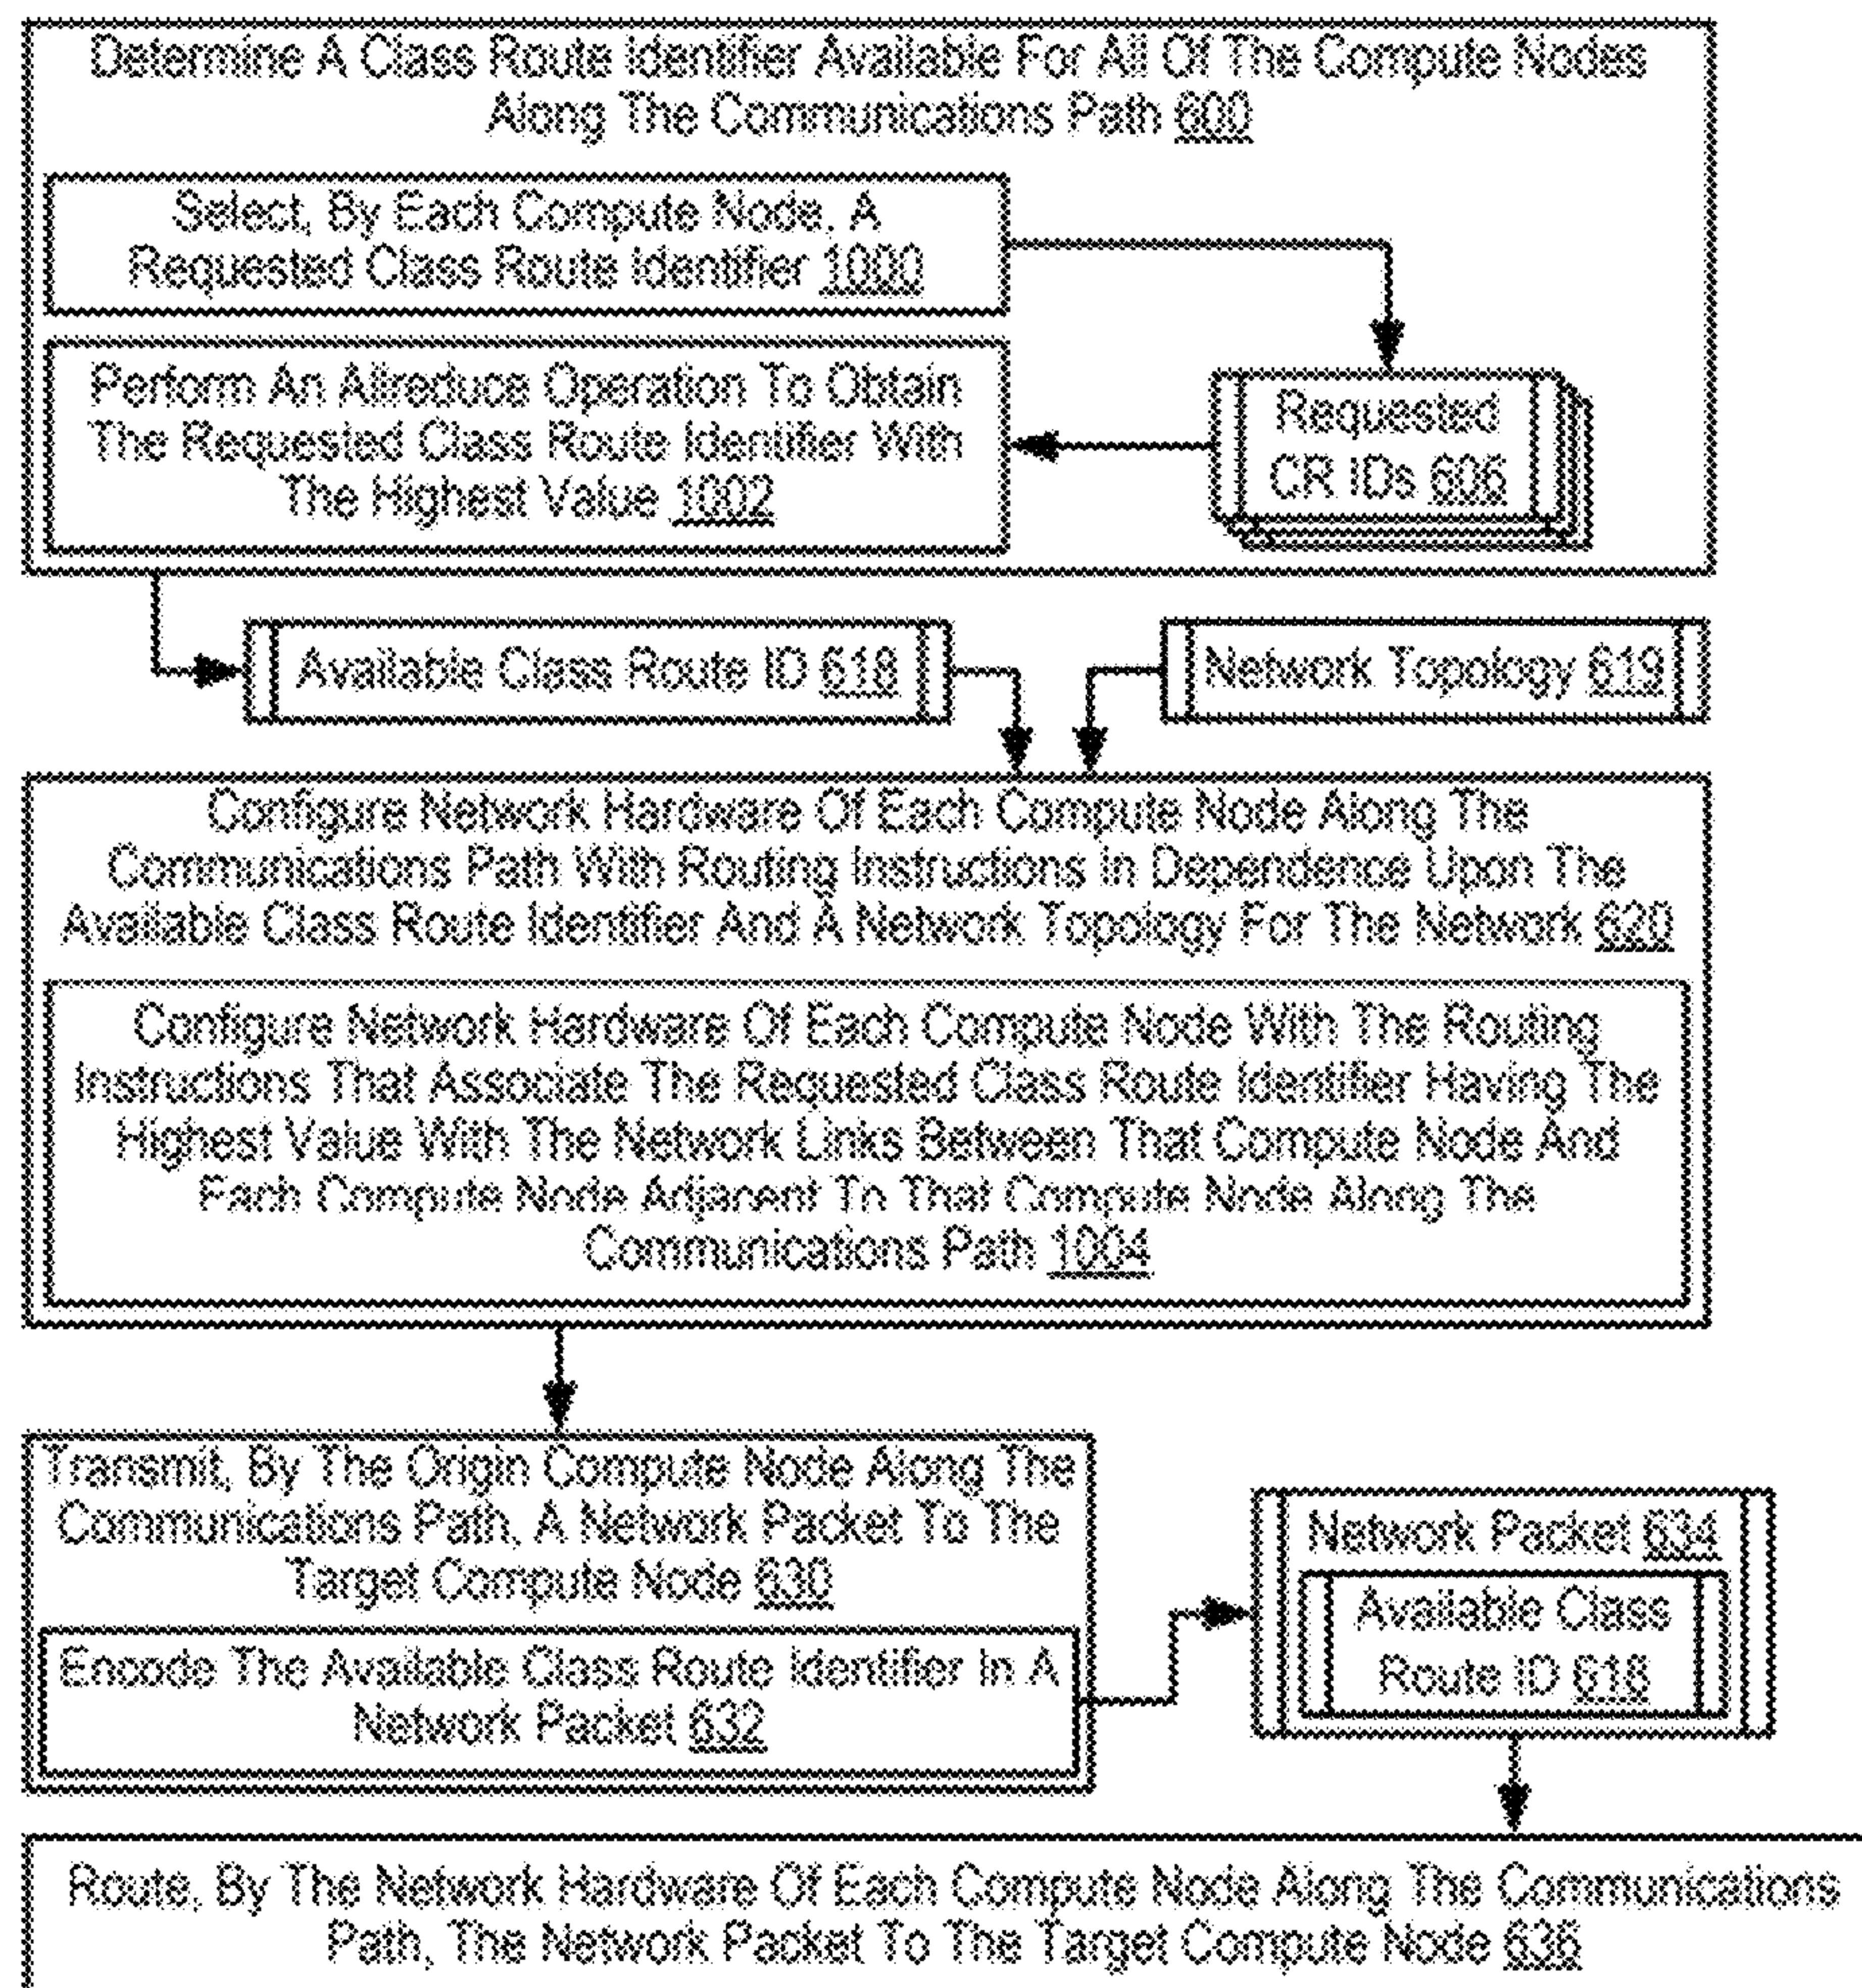 Determine A Class Route Identifier Available For All Of The Compute Nodes
Along The Communications Path 600
Select, By Each Compute Node, A
Requested Class Route Identifier 1000
Perform An Allreduce Operation To Obtain
The Requested Class Route Identifier With
The Highest Value 1002
Requested
CR IDs 606
Available Class Route ID 618
Network Topology 619
Configure Network Hardware Of Each Compute Node Along The
Communications Path With Routing Instructions In Dependence Upon The
Available Class Route Identifier And A Network Topology For The Network 620
Configure Network Hardware Of Each Compute Node With The Routing
Instructions That Associate The Requested Class Route Identifier Having The
Highest Value With The Network Links Between That Compute Node And
Each Compute Node Adjacent To That Compute Node Along The
Communications Path 1004
Transmit, By The Origin Compute Node Along The
Communications Path, A Network Packet To The
Target Compute Node 630
Encode The Available Class Route Identifier In A
Network Packet 632
Network Packet 634
Available Class
Route ID 618
Route, By The Network Hardware Of Each Compute Node Along The Communications
Path, The Network Packet To The Target Compute Node 636